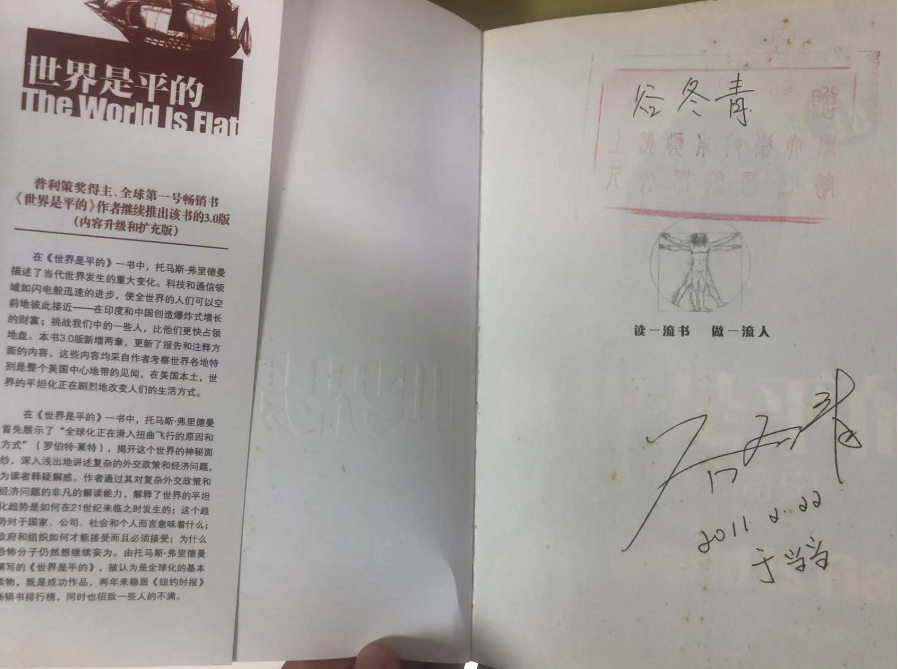 世界是平的
The World Is Flat
普利策奖得主、全球第一号畅销书
《世界是平的》作者继续推出该书的3.0版
(内容升级和扩充版)
在《世界是平的》一书中，托马斯·弗里德曼
描述了当代世界发生的重大变化。科技和通信领
域如闪电般迅速的进步，使全世界的人们可以空
前地彼此接近——在印度和中国创造爆炸式增长
的财富；挑战我们中的一些人，比他们更快占领
地盘。本书3.0版新增两章，更新了报告和注释方
面的内容，这些内容均采自作者考察世界各地特
别是整个美国中心地带的见闻，在美国本土，世
界的平坦化正在剧烈地改变人们的生活方式。
在《世界是平的》一书中，托马斯·弗里德曼
首先展示了“全球化正在滑入扭曲飞行的原因和
方式”（罗伯特·莱特），揭开这个世界的神秘面
纱，深入浅出地讲述复杂的外交政策和经济问题，
为读者释疑解惑。作者通过其对复杂外交政策和
经济问题的非凡的解读能力，解释了世界的平坦
化趋势是如何在21世纪来临之时发生的；这个趋
势对于国家、公司、社会和个人而言意味着什么；
政府和组织如何才能接受而且必须接受；为什么
恐怖分子仍然想继续妄为。由托马斯·弗里德曼
撰写的《世界是平的》，被认为是全球化的基本
读物，既是成功作品，两年来稳居《纽约时报》
畅销书排行榜，同时也招致一些人的不满。
世界是
谷冬青
读一流书 做一流人
2011.2.22